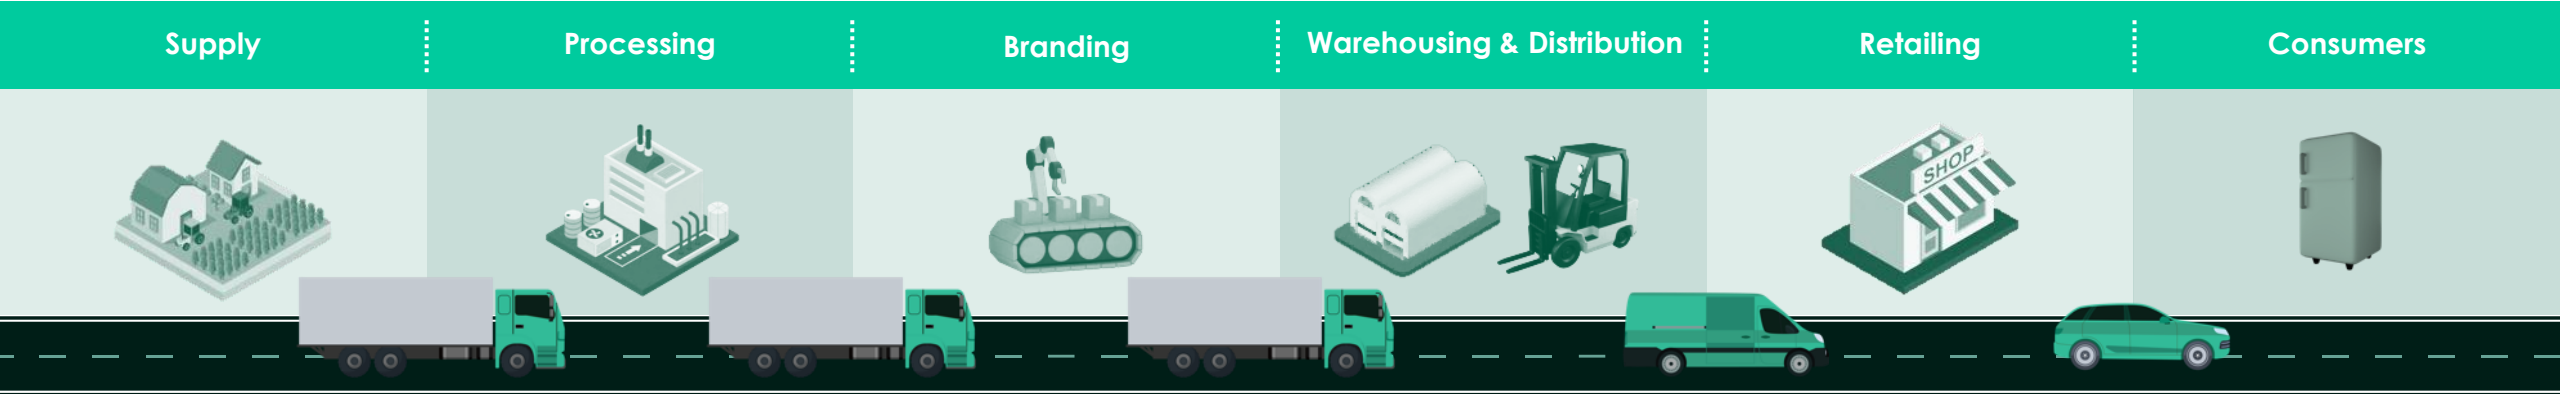 Supply
Processing
Branding
Warehousing & Distribution
Retailing
Consumers
SHOP